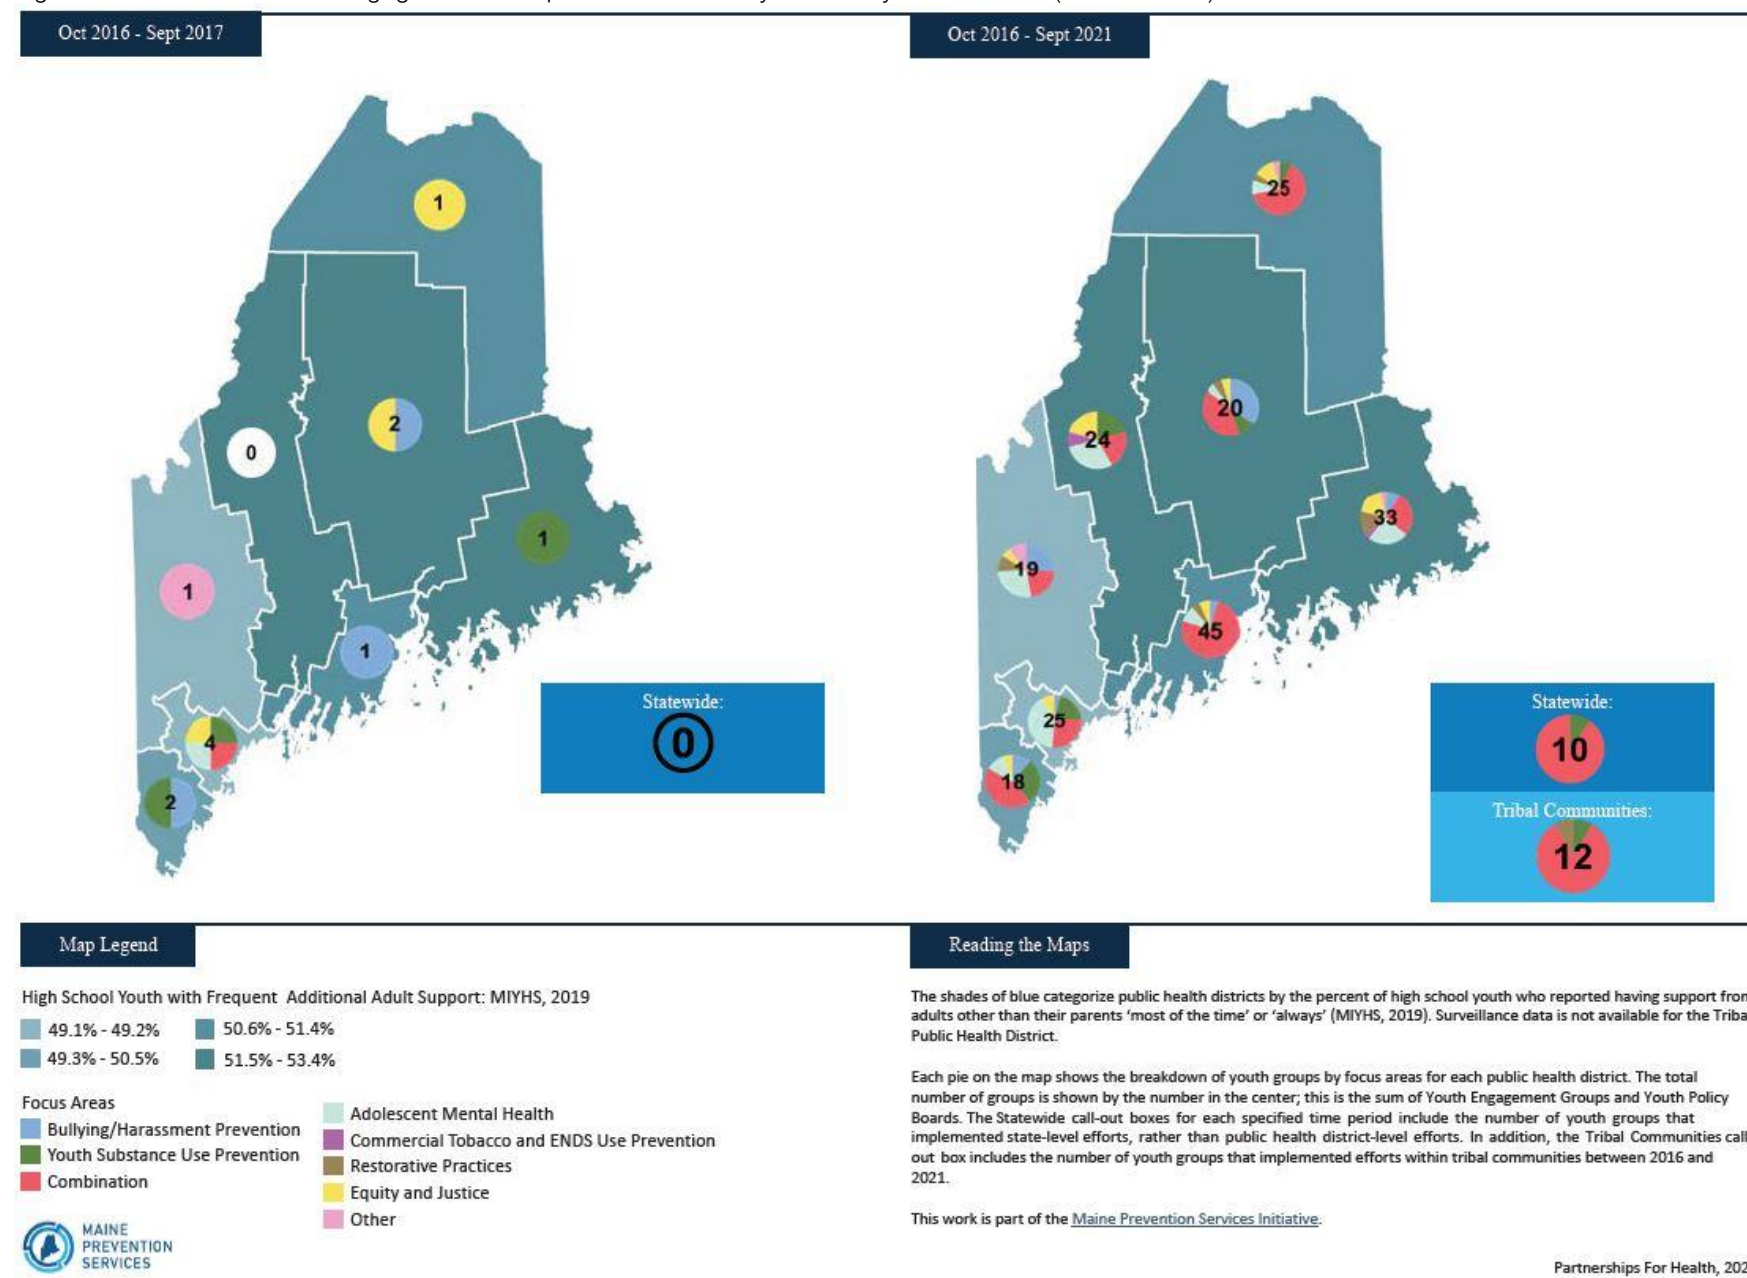 Oct 2016 - Sept 2017
Oct 2016 - Sept 2021
1
2
0
1
1
1
4
2
Statewide:
0
25
20
24
33
19
45
25
18
Statewide:
10
Tribal Communities:
12
Map Legend
High School Youth with Frequent Additional Adult Support: MIYHS, 2019
49.1% - 49.2%
50.6% - 51.4%
49.3% - 50.5%
51.5% - 53.4%
Focus Areas
Bullying/Harassment Prevention
Youth Substance Use Prevention
Combination
Adolescent Mental Health
Commercial Tobacco and ENDS Use Prevention
Restorative Practices
Equity and Justice
Other
MAINE
PREVENTION
SERVICES
Reading the Maps
The shades of blue categorize public health districts by the percent of high school youth who reported having support
adults other than their parents ‘most of the time’ or ‘always’ (MIYHS, 2019). Surveillance data is not available for the
Public Health District.
Each pie on the map shows the breakdown of youth groups by focus areas for each public health district. The total
number of groups is shown by the number in the center; this is the sum of Youth Engagement Groups and Youth Policy
Boards. The Statewide call-out boxes for each specified time period include the number of youth groups that
implemented state-level efforts, rather than public health district-level efforts. In addition, the Tribal Communities call
out box includes the number of youth groups that implemented efforts within tribal communities between 2016 and
2021.
This work is part of the Maine Prevention Services Initiative.
Partnerships For Health,